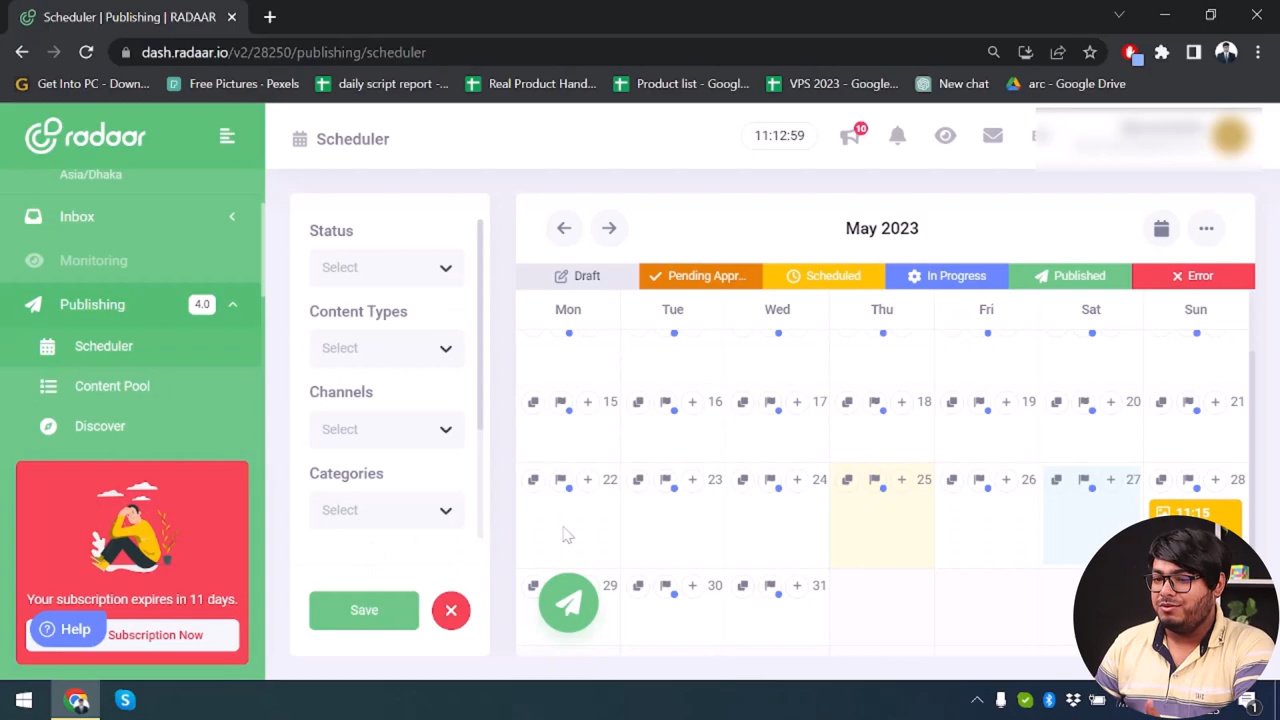 Scheduler | Publishing | RADAAR
dash.radaar.io/v2/28250/publishing/scheduler
Get Into PC - Down... Free Pictures - Pexels daily script report -... Real Product Hand... Product list - Googl... VPS 2023 - Google... New chat arc - Google Drive
radaar
Scheduler
11:12:59
10
Asia/Dhaka
Inbox
Monitoring
Publishing 4.0
Scheduler
Content Pool
Discover
Your subscription expires in 11 days.
Help
Subscription Now
Status
Select
Content Types
Select
Channels
Select
Categories
Select
Save
May 2023
Draft Pending Appr... Scheduled In Progress Published Error
Mon Tue Wed Thu Fri Sat Sun
15 16 17 18 19 20 21
22 23 24 25 26 27 28
11:15
29 30 31
1